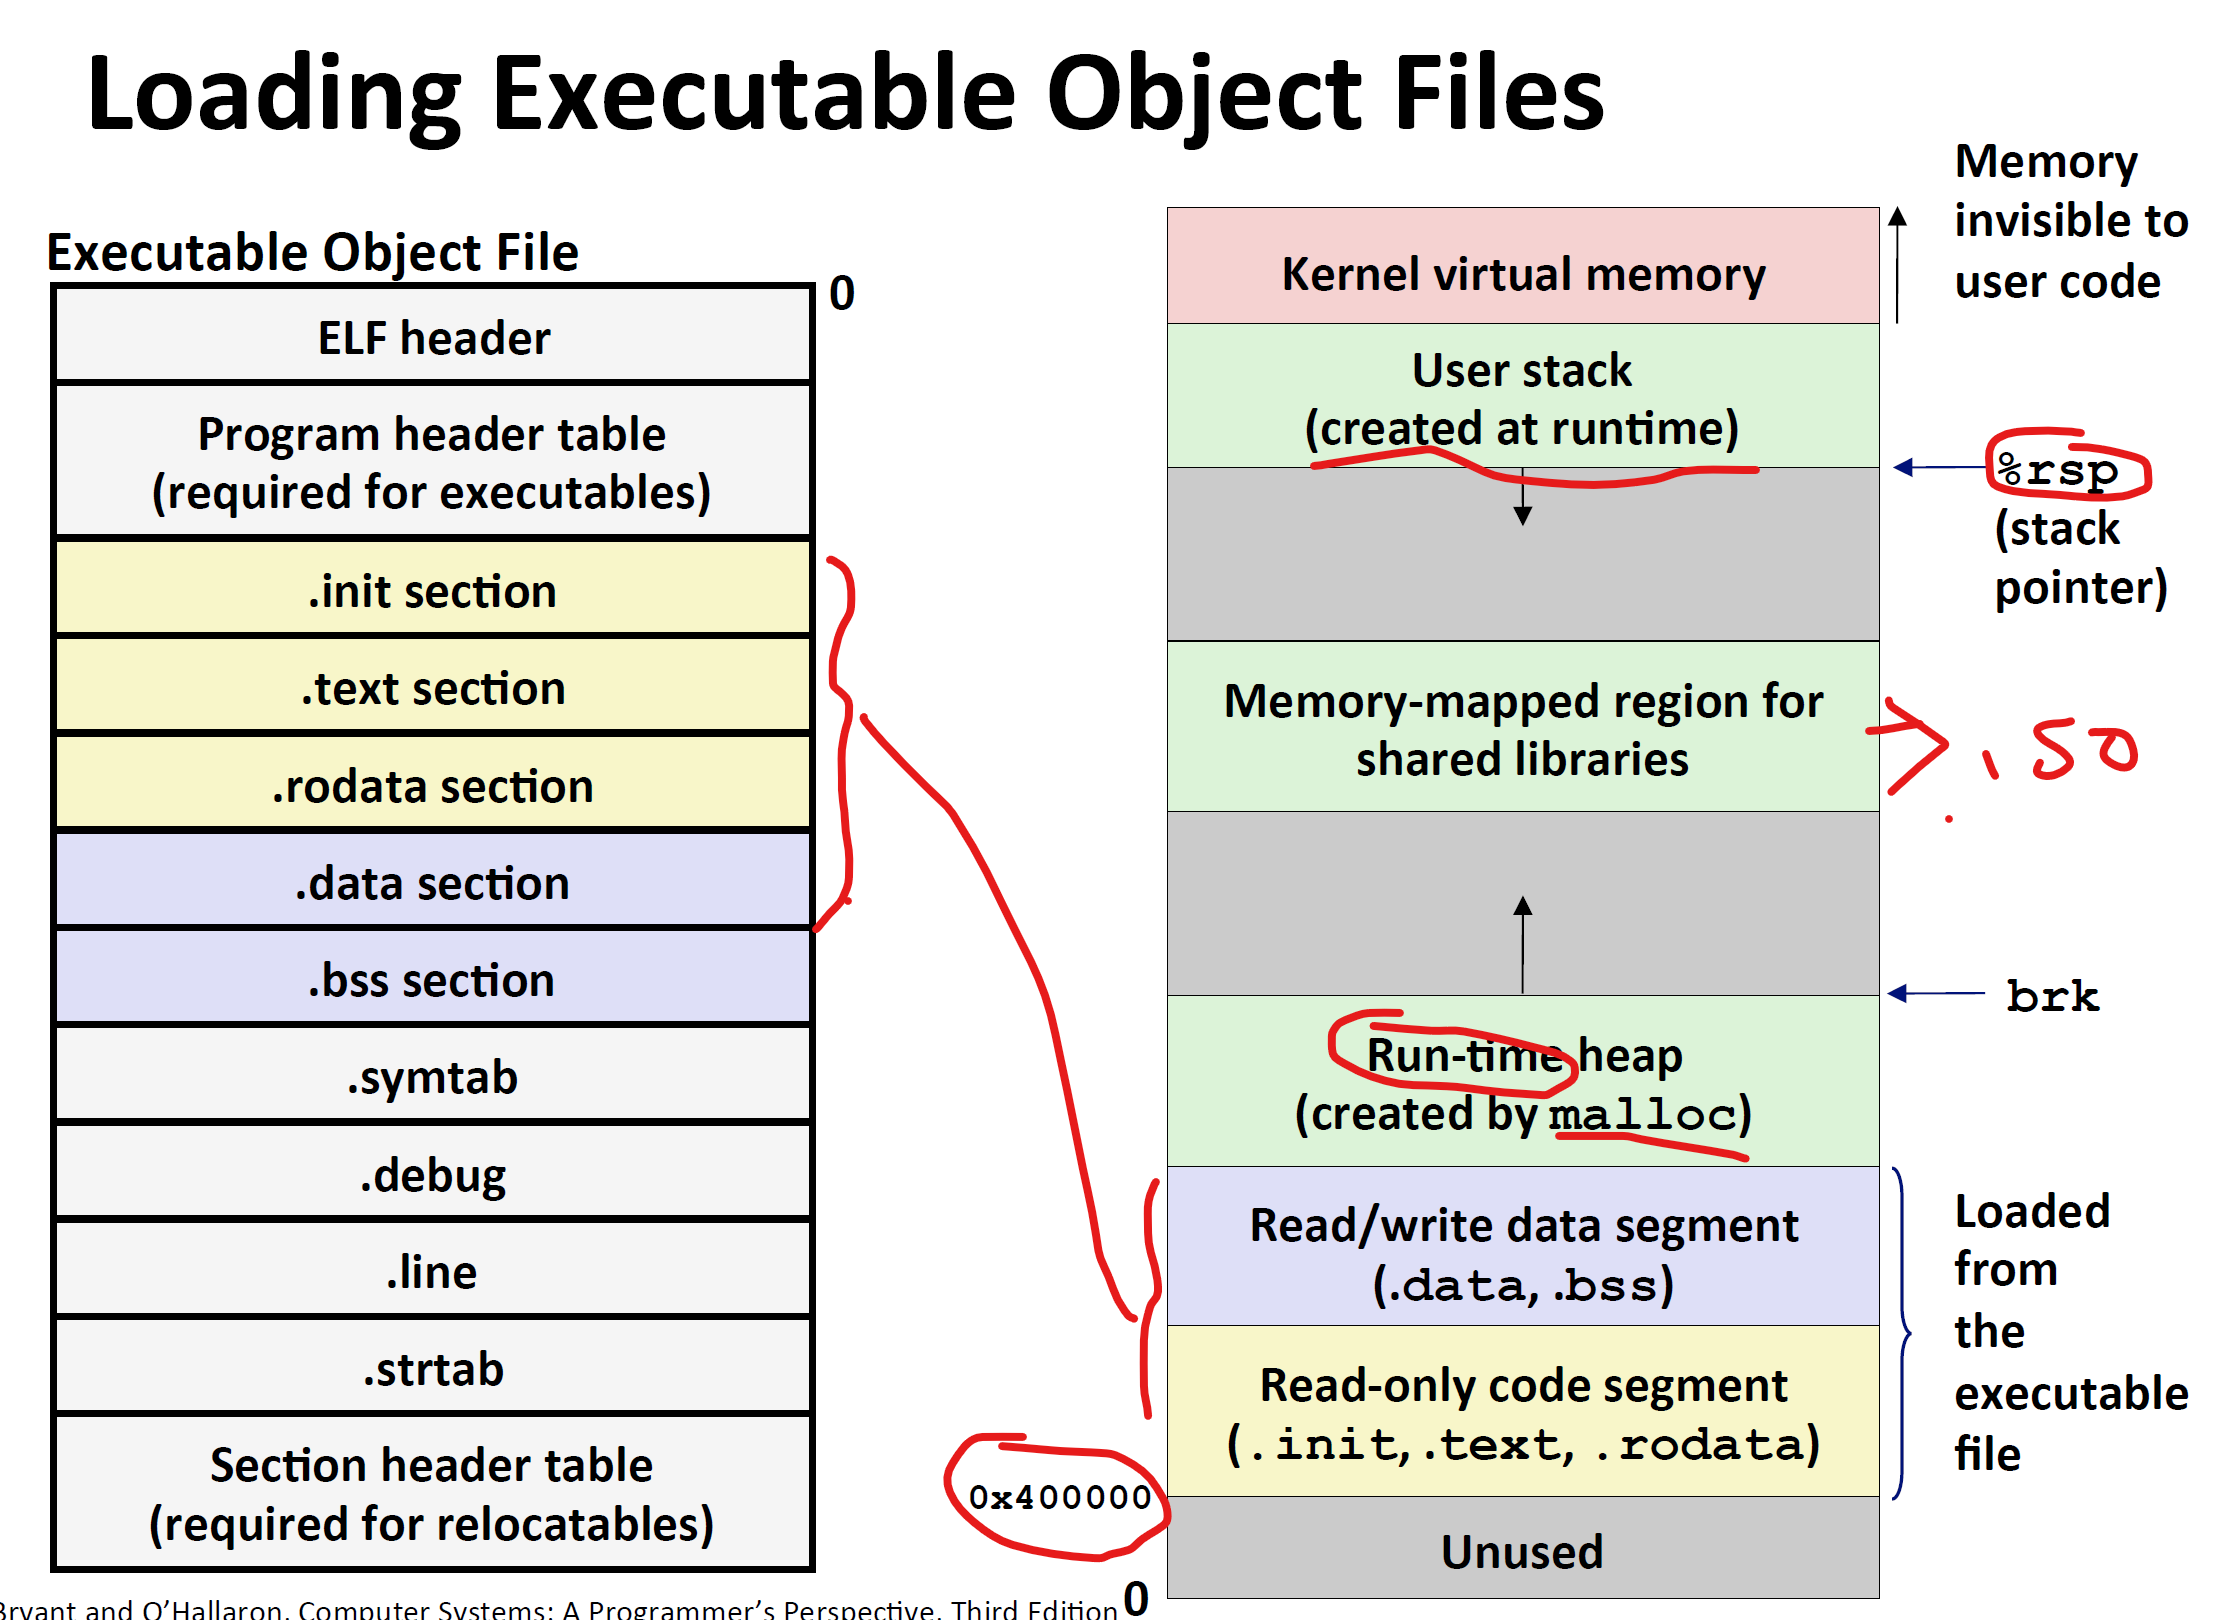 Loading Executable Object Files
Executable Object File
0
ELF header
Program header table
(required for executables)
.init section
.text section
.rodata section
.data section
.bss section
.symtab
.debug
.line
.strtab
Section header table
(required for relocatables)
Kernel virtual memory
User stack
(created at runtime)
Memory-mapped region for
shared libraries
Run-time heap
(created by malloc)
Read/write data segment
(.data, .bss)
Read-only code segment
(.init, .text, .rodata)
Unused
0x400000
0
Memory
invisible to
user code
%rsp
(stack
pointer)
.so
brk
Loaded
from
the
executable
file
Bryant and O'Hallaron, Computer Systems: A Programmer's Perspective, Third Edition